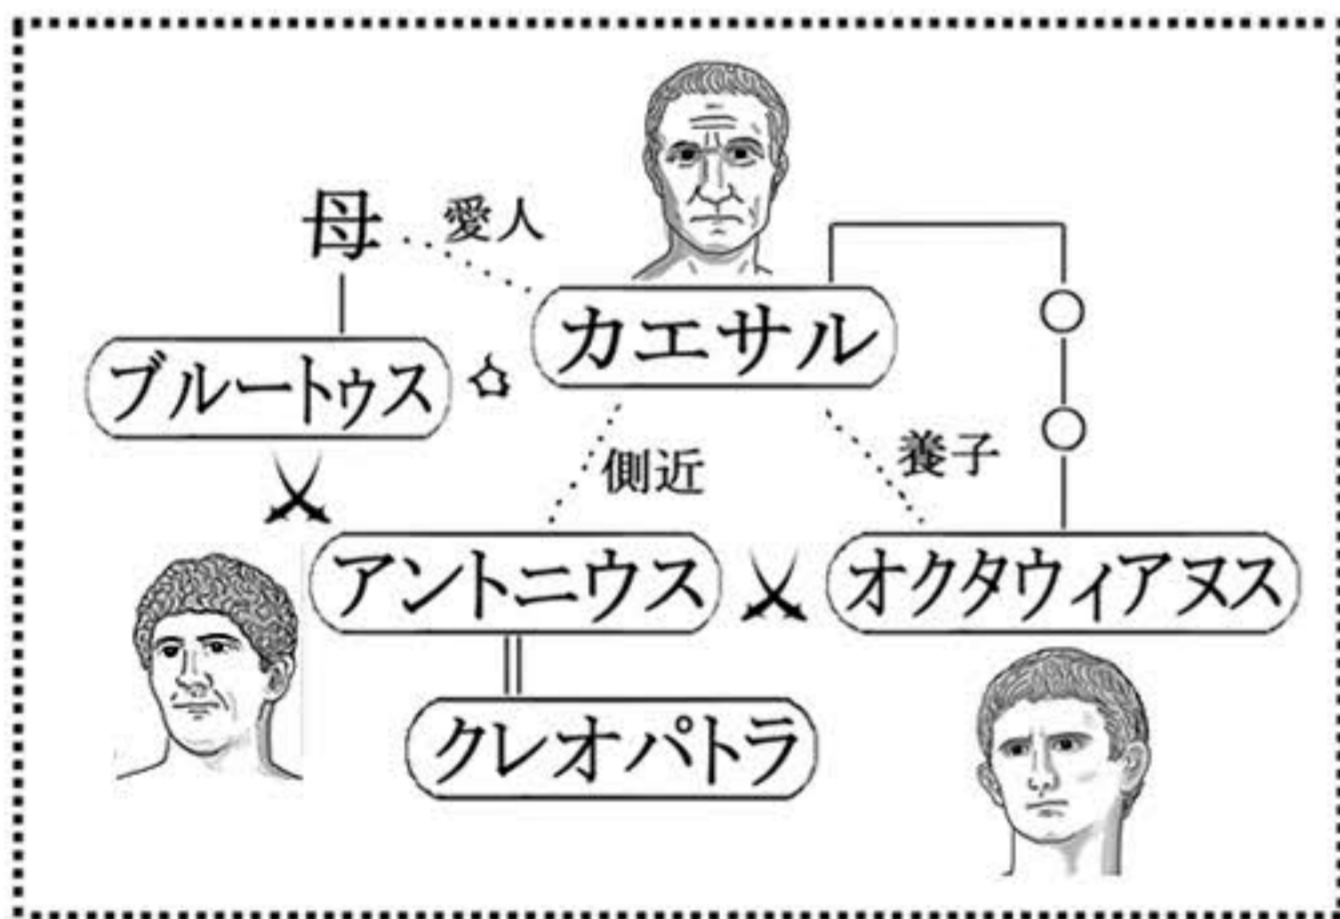 母
愛人
カエサル
ブルートゥス
側近
養子
アントニウス
オクタウィアヌス
クレオパトラ